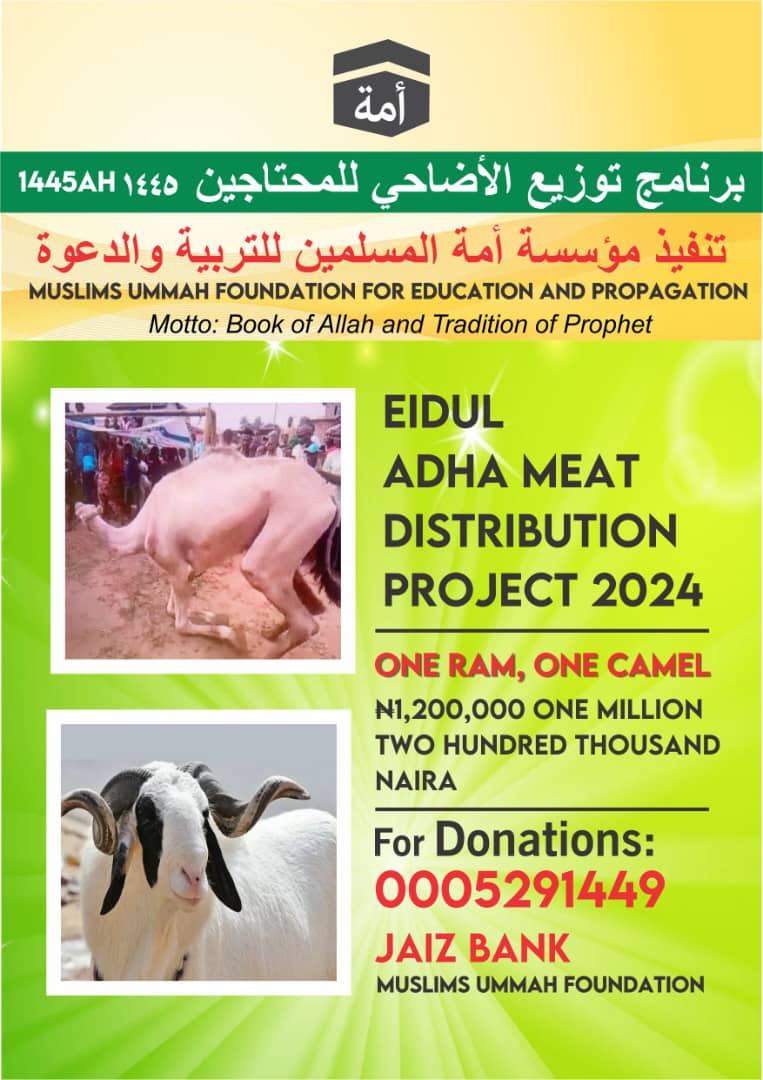 أمة
برنامج توزيع الأضاحي للمحتاجين ١٤٤٥ 1445AH
تنفيذ مؤسسة أمة المسلمين للتربية والدعوة
MUSLIMS UMMAH FOUNDATION FOR EDUCATION AND PROPAGATION
Motto: Book of Allah and Tradition of Prophet
EIDUL
ADHA MEAT
DISTRIBUTION
PROJECT 2024
ONE RAM, ONE CAMEL
₦1,200,000 ONE MILLION
TWO HUNDRED THOUSAND
NAIRA
For Donations:
0005291449
JAIZ BANK
MUSLIMS UMMAH FOUNDATION